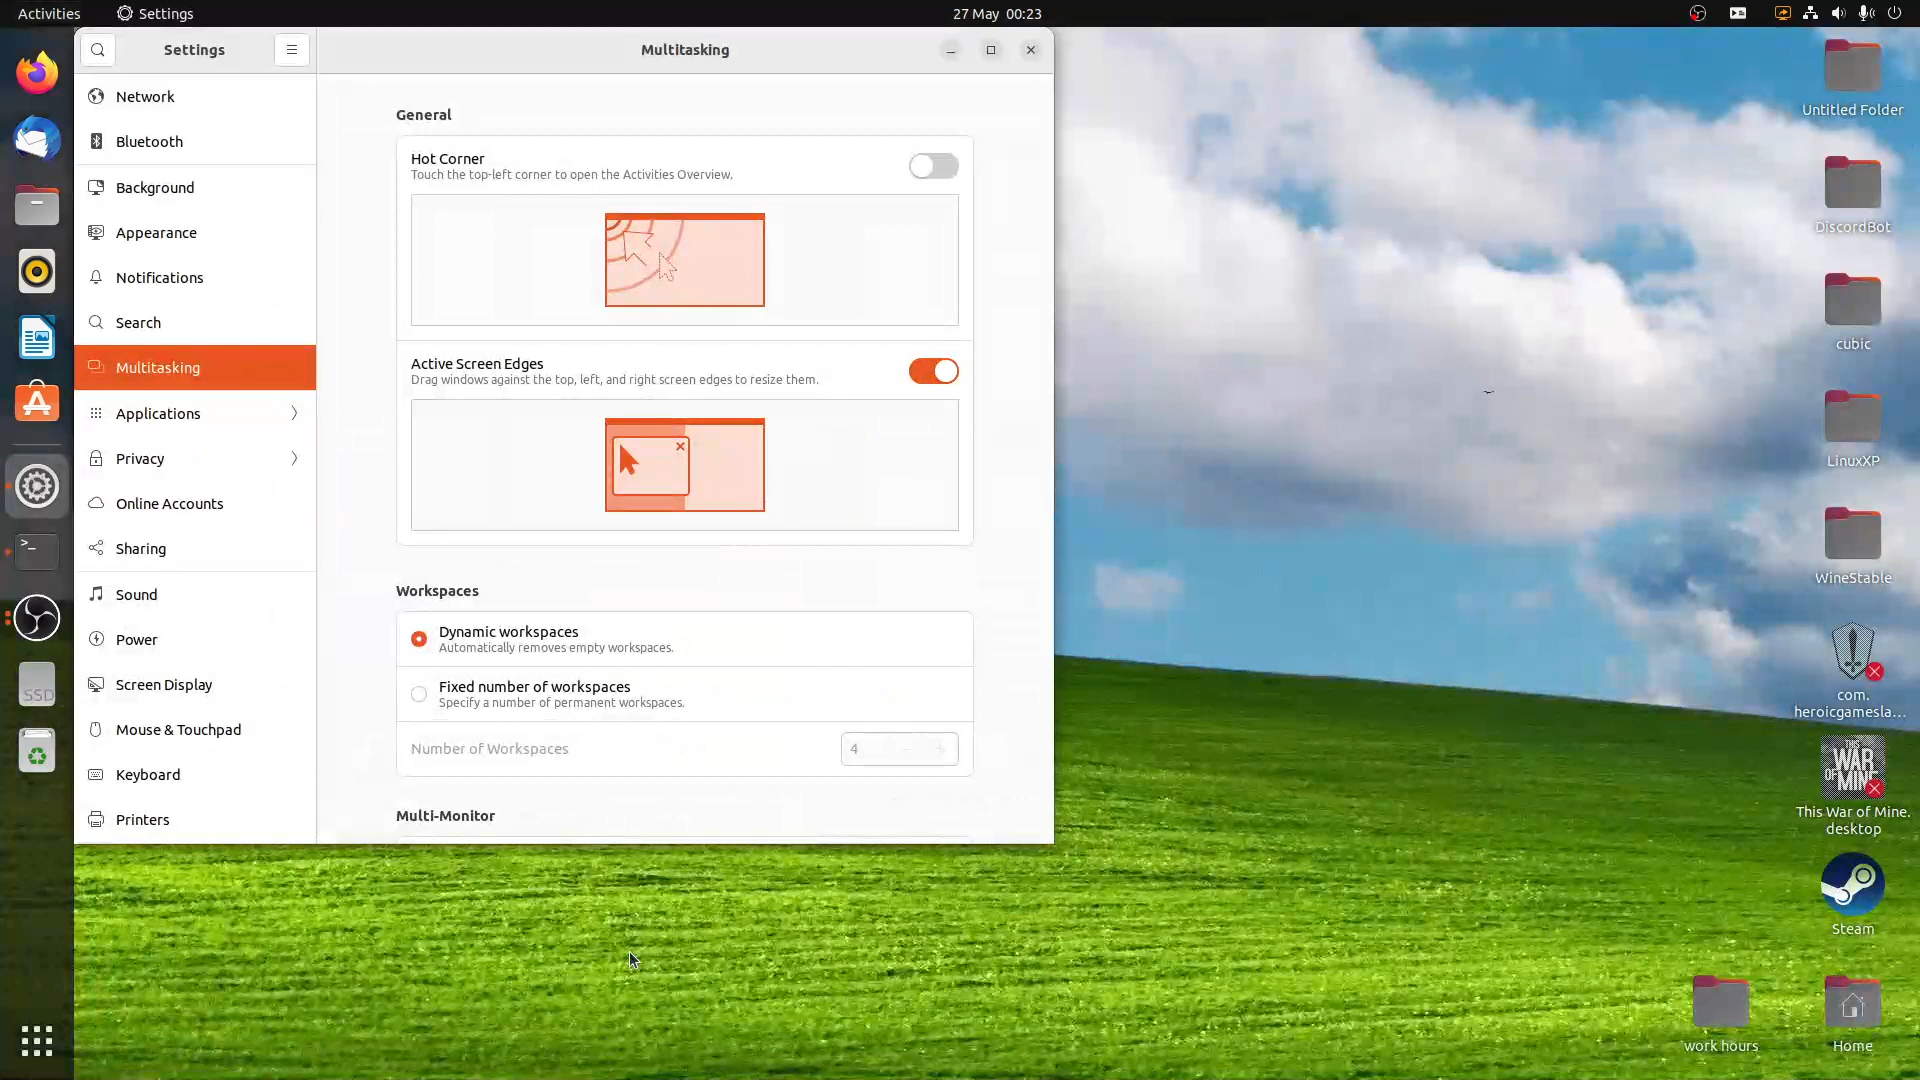 Activities
Settings
27 May 00:23
Settings
Multitasking
Network
Bluetooth
Background
Appearance
Notifications
Search
Multitasking
Applications
Privacy
Online Accounts
Sharing
Sound
Power
Screen Display
Mouse & Touchpad
Keyboard
Printers
General
Hot Corner
Touch the top-left corner to open the Activities Overview.
Active Screen Edges
Drag windows against the top, left, and right screen edges to resize them.
Workspaces
Dynamic workspaces
Automatically removes empty workspaces.
Fixed number of workspaces
Specify a number of permanent workspaces.
Number of Workspaces
4
Multi-Monitor
SSD
Untitled Folder
DiscordBot
cubic
LinuxXP
WineStable
com.
heroicgamesla...
THIS
WAR
OF MINE
This War of Mine.
desktop
Steam
work hours
Home